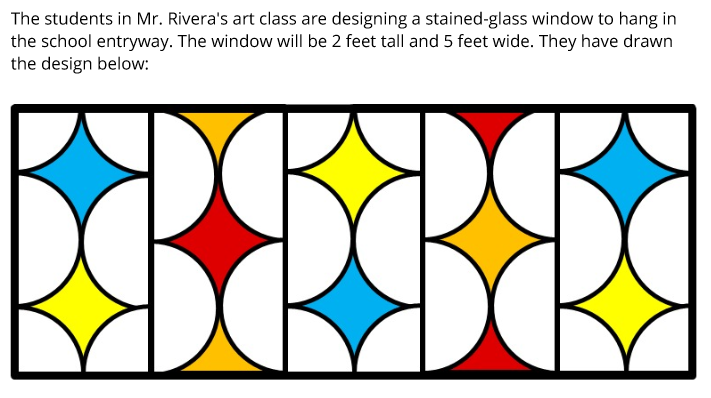 The students in Mr. Rivera's art class are designing a stained-glass window to hang in
the school entryway. The window will be 2 feet tall and 5 feet wide. They have drawn
the design below: